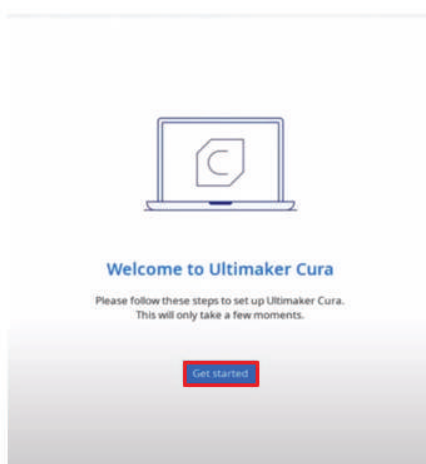 Welcome to Ultimaker Cura
Please follow these steps to set up Ultimaker Cura.
This will only take a few moments.
Get started